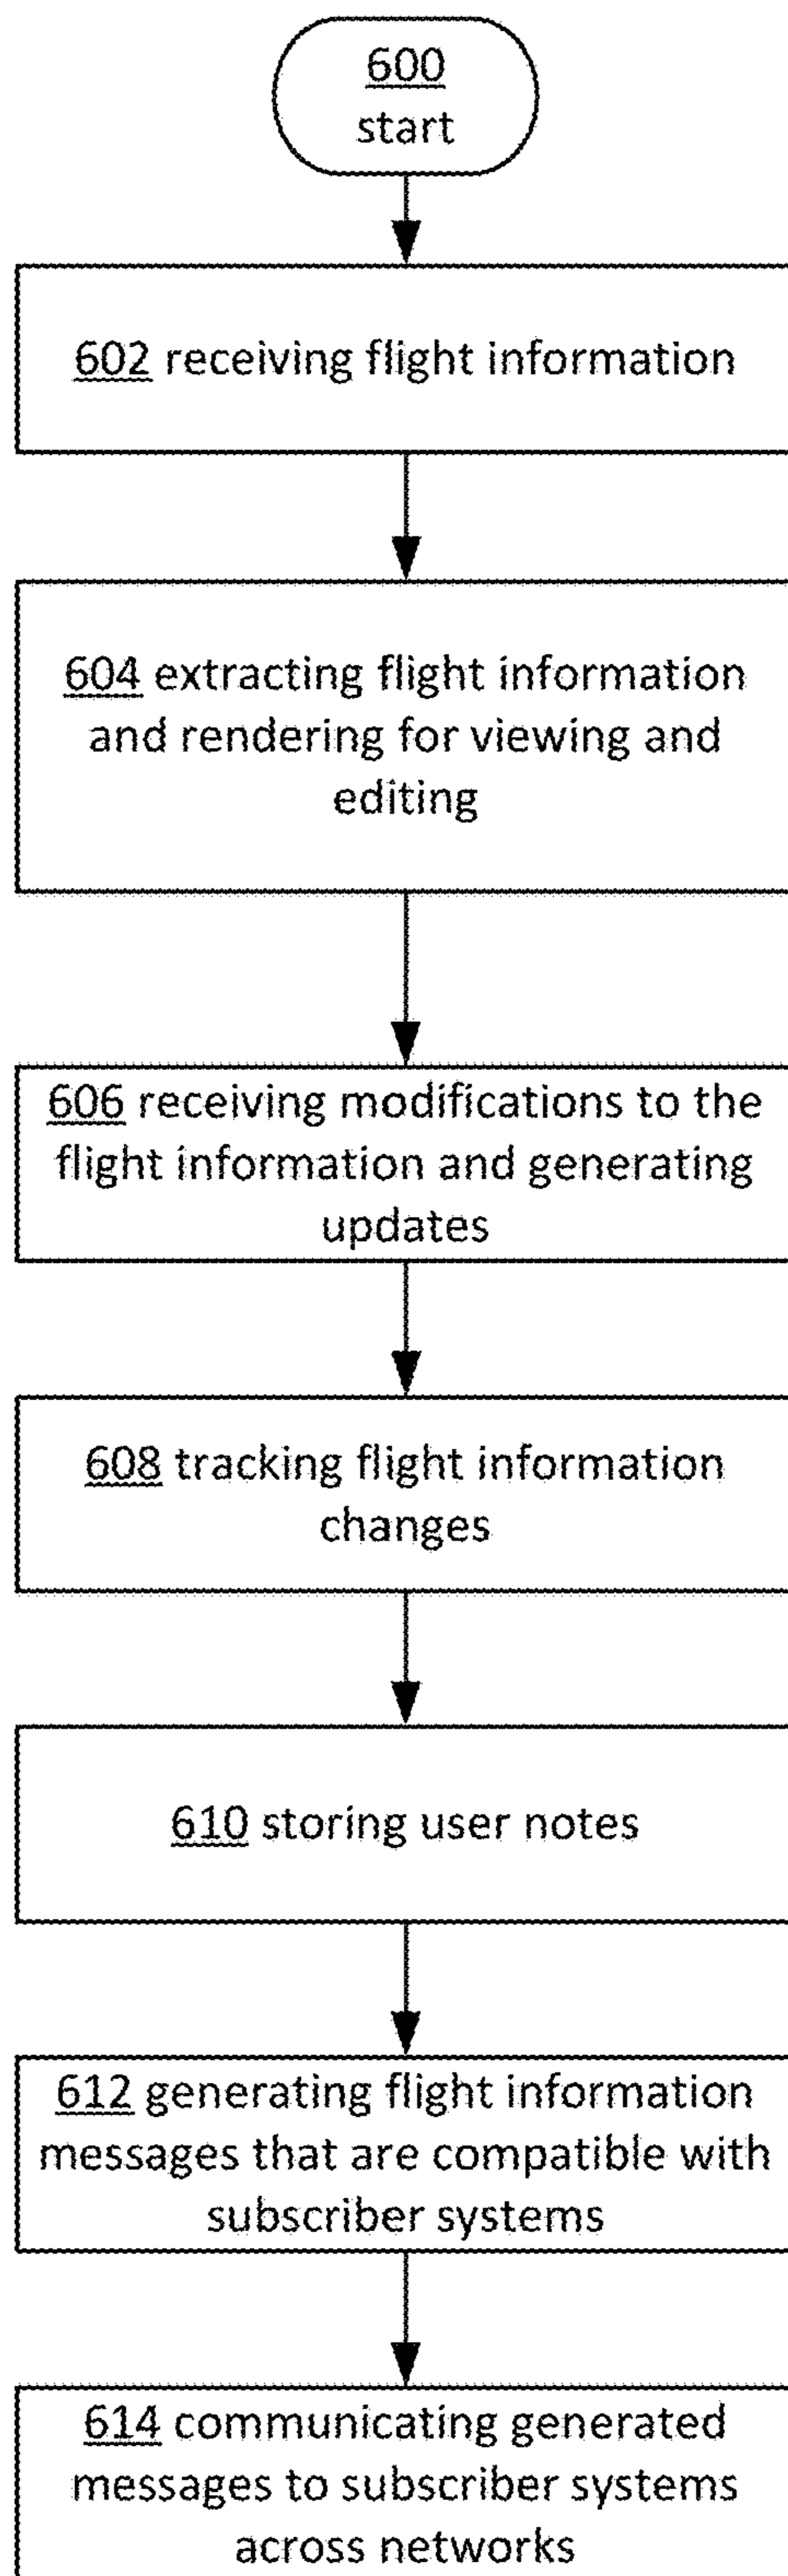 600
start
602 receiving flight information
604 extracting flight information
and rendering for viewing and
editing
606 receiving modifications to the
flight information and generating
updates
608 tracking flight information
changes
610 storing user notes
612 generating flight information
messages that are compatible with
subscriber systems
614 communicating generated
messages to subscriber systems
across networks